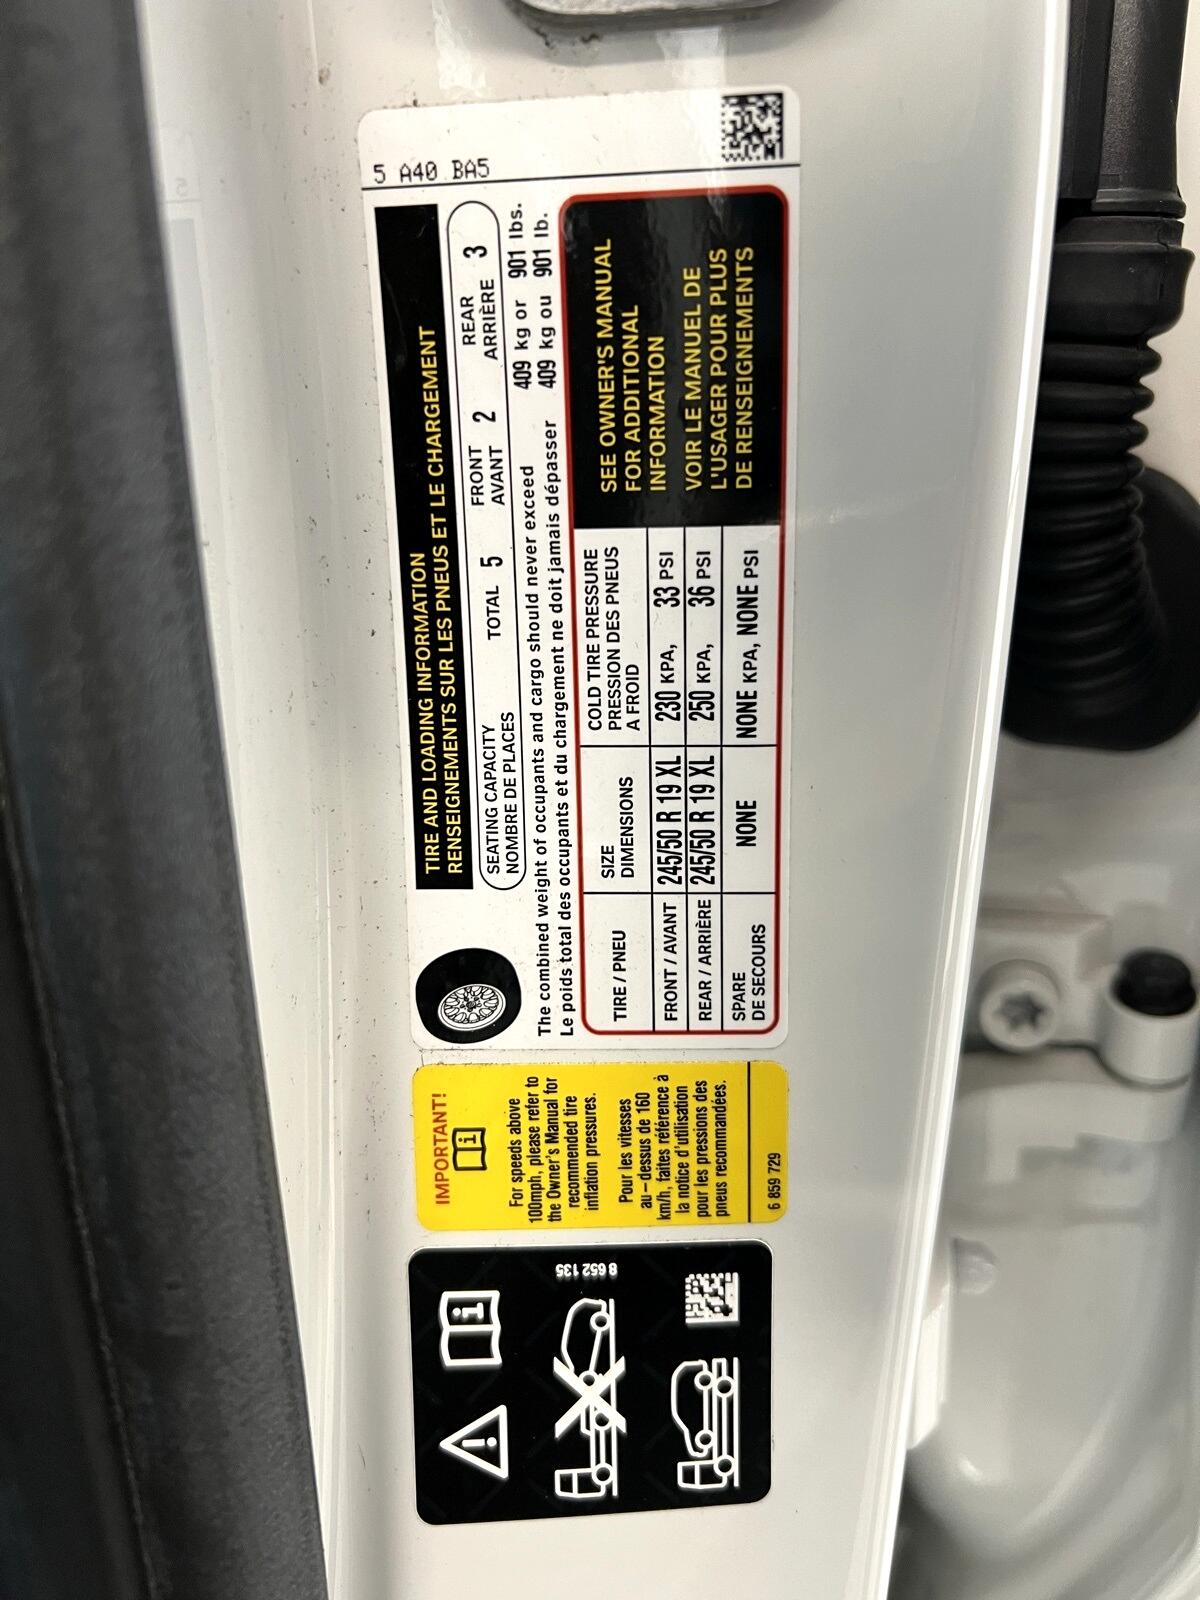 5 A40 BA5
TIRE AND LOADING INFORMATION
RENSEIGNEMENTS SUR LES PNEUS ET LE CHARGEMENT
SEATING CAPACITY
NOMBRE DE PLACES
TOTAL 5
FRONT
AVANT
2
REAR
ARRIÈRE
3
The combined weight of occupants and cargo should never exceed 409 kg or 901 lbs.
Le poids total des occupants et du chargement ne doit jamais dépasser 409 kg ou 901 lb.
TIRE / PNEU
SIZE
DIMENSIONS
COLD TIRE PRESSURE
PRESSION DES PNEUS
A FROID
FRONT / AVANT 245/50 R 19 XL 230 KPA, 33 PSI
REAR / ARRIÈRE 245/50 R 19 XL 250 KPA, 36 PSI
SPARE
DE SECOURS
NONE NONE KPA, NONE PSI
SEE OWNER'S MANUAL
FOR ADDITIONAL
INFORMATION
VOIR LE MANUEL DE
L'USAGER POUR PLUS
DE RENSEIGNEMENTS
IMPORTANT!
For speeds above
100mph, please refer to
the Owner's Manual for
recommended tire
inflation pressures.
Pour les vitesses
au–dessus de 160
km/h, faites référence à
la notice d'utilisation
pour les pressions des
pneus recommandées.
6 859 729
8 652 135